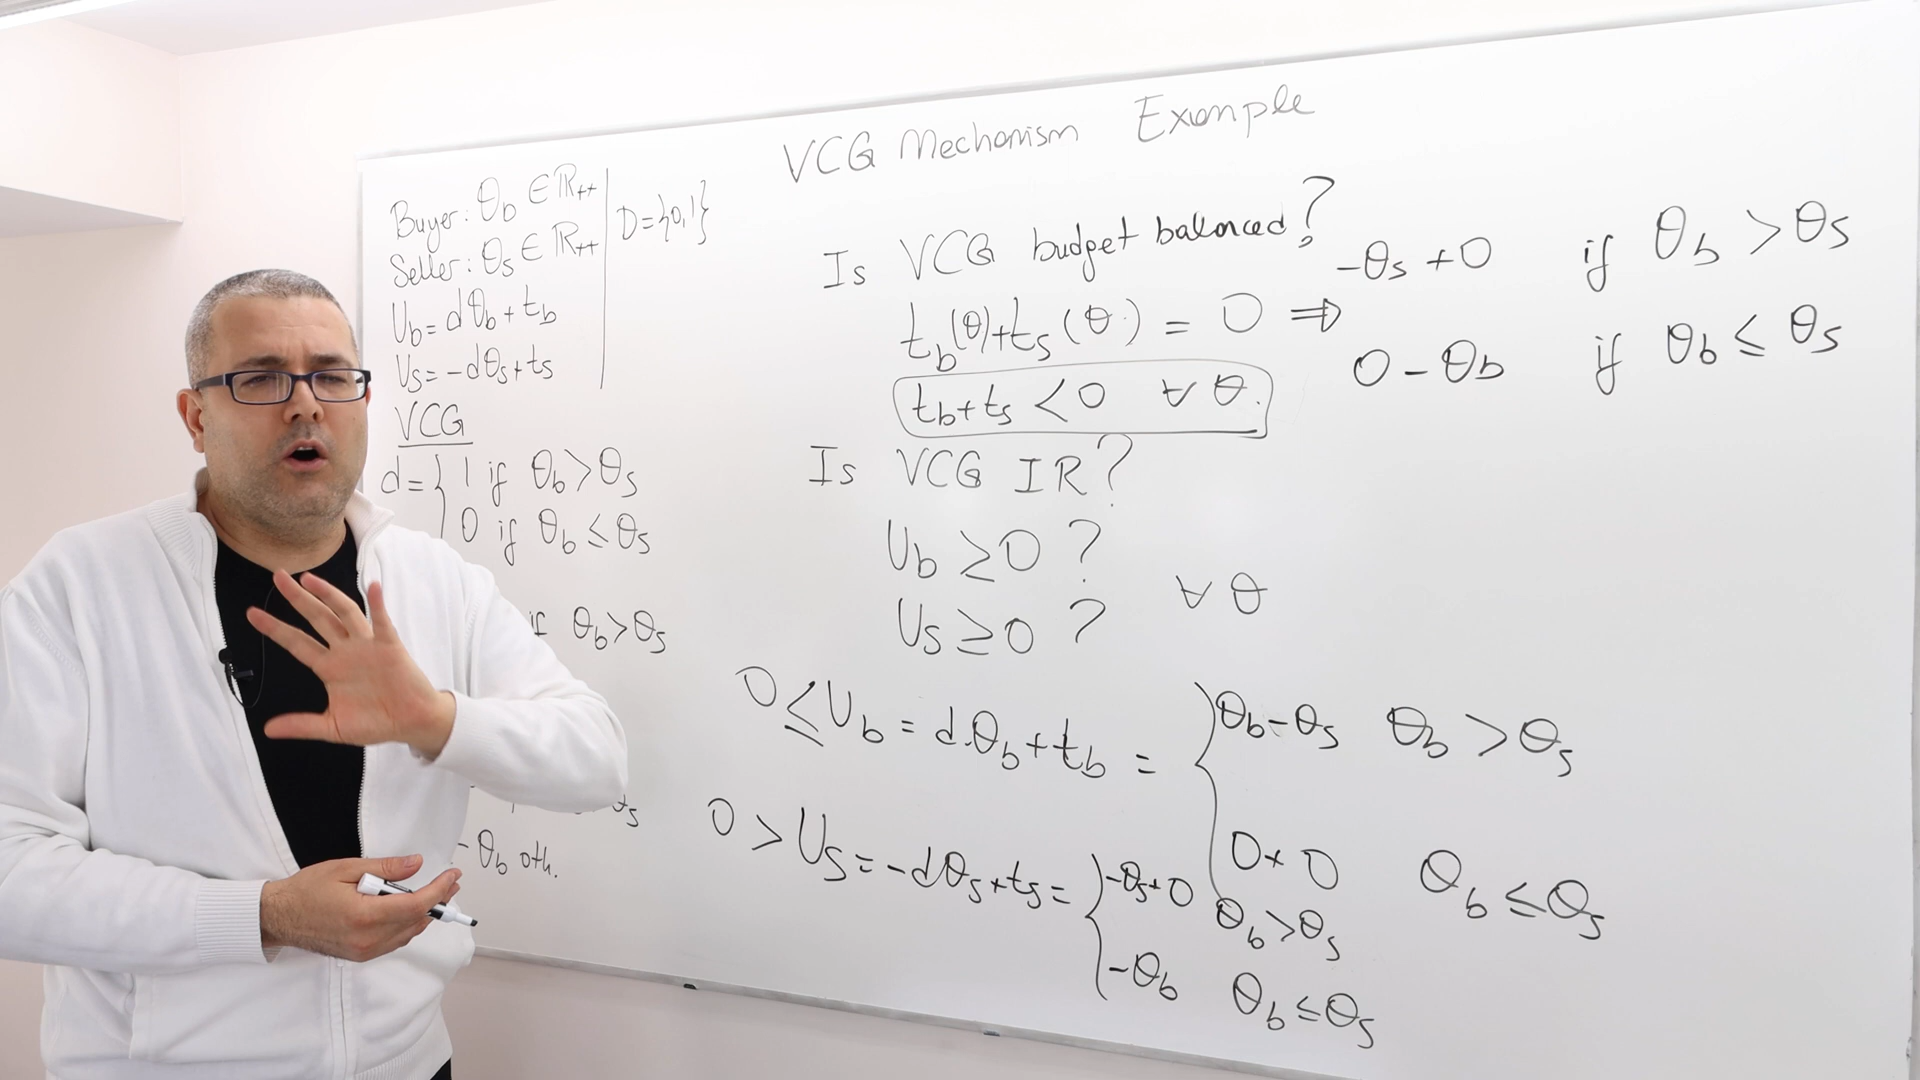 VCG Mechanism Example
Buyer: θb ∈ ℝ++
Seller: θs ∈ ℝ++
D={0,1}
Ub= dθb + tb
Us= -dθs + ts
VCG
d= { 1 if θb > θs
0 if θb ≤ θs
if θb > θs
- θb oth.
Is VCG budget balanced?
tb(θ)+ts(θ) = 0 ⇒
-θs + 0 if θb > θs
0 - θb if θb ≤ θs
tb+ts < 0 ∀ θ.
Is VCG IR?
Ub ≥ 0 ?
Us ≥ 0 ?
∀ θ
0 ≤ Ub = d.θb + tb = { θb - θs θb > θs
0 + 0 θb ≤ θs
0 > Us = -dθs + ts = { -θs + 0 θb > θs
-θb θb ≤ θs